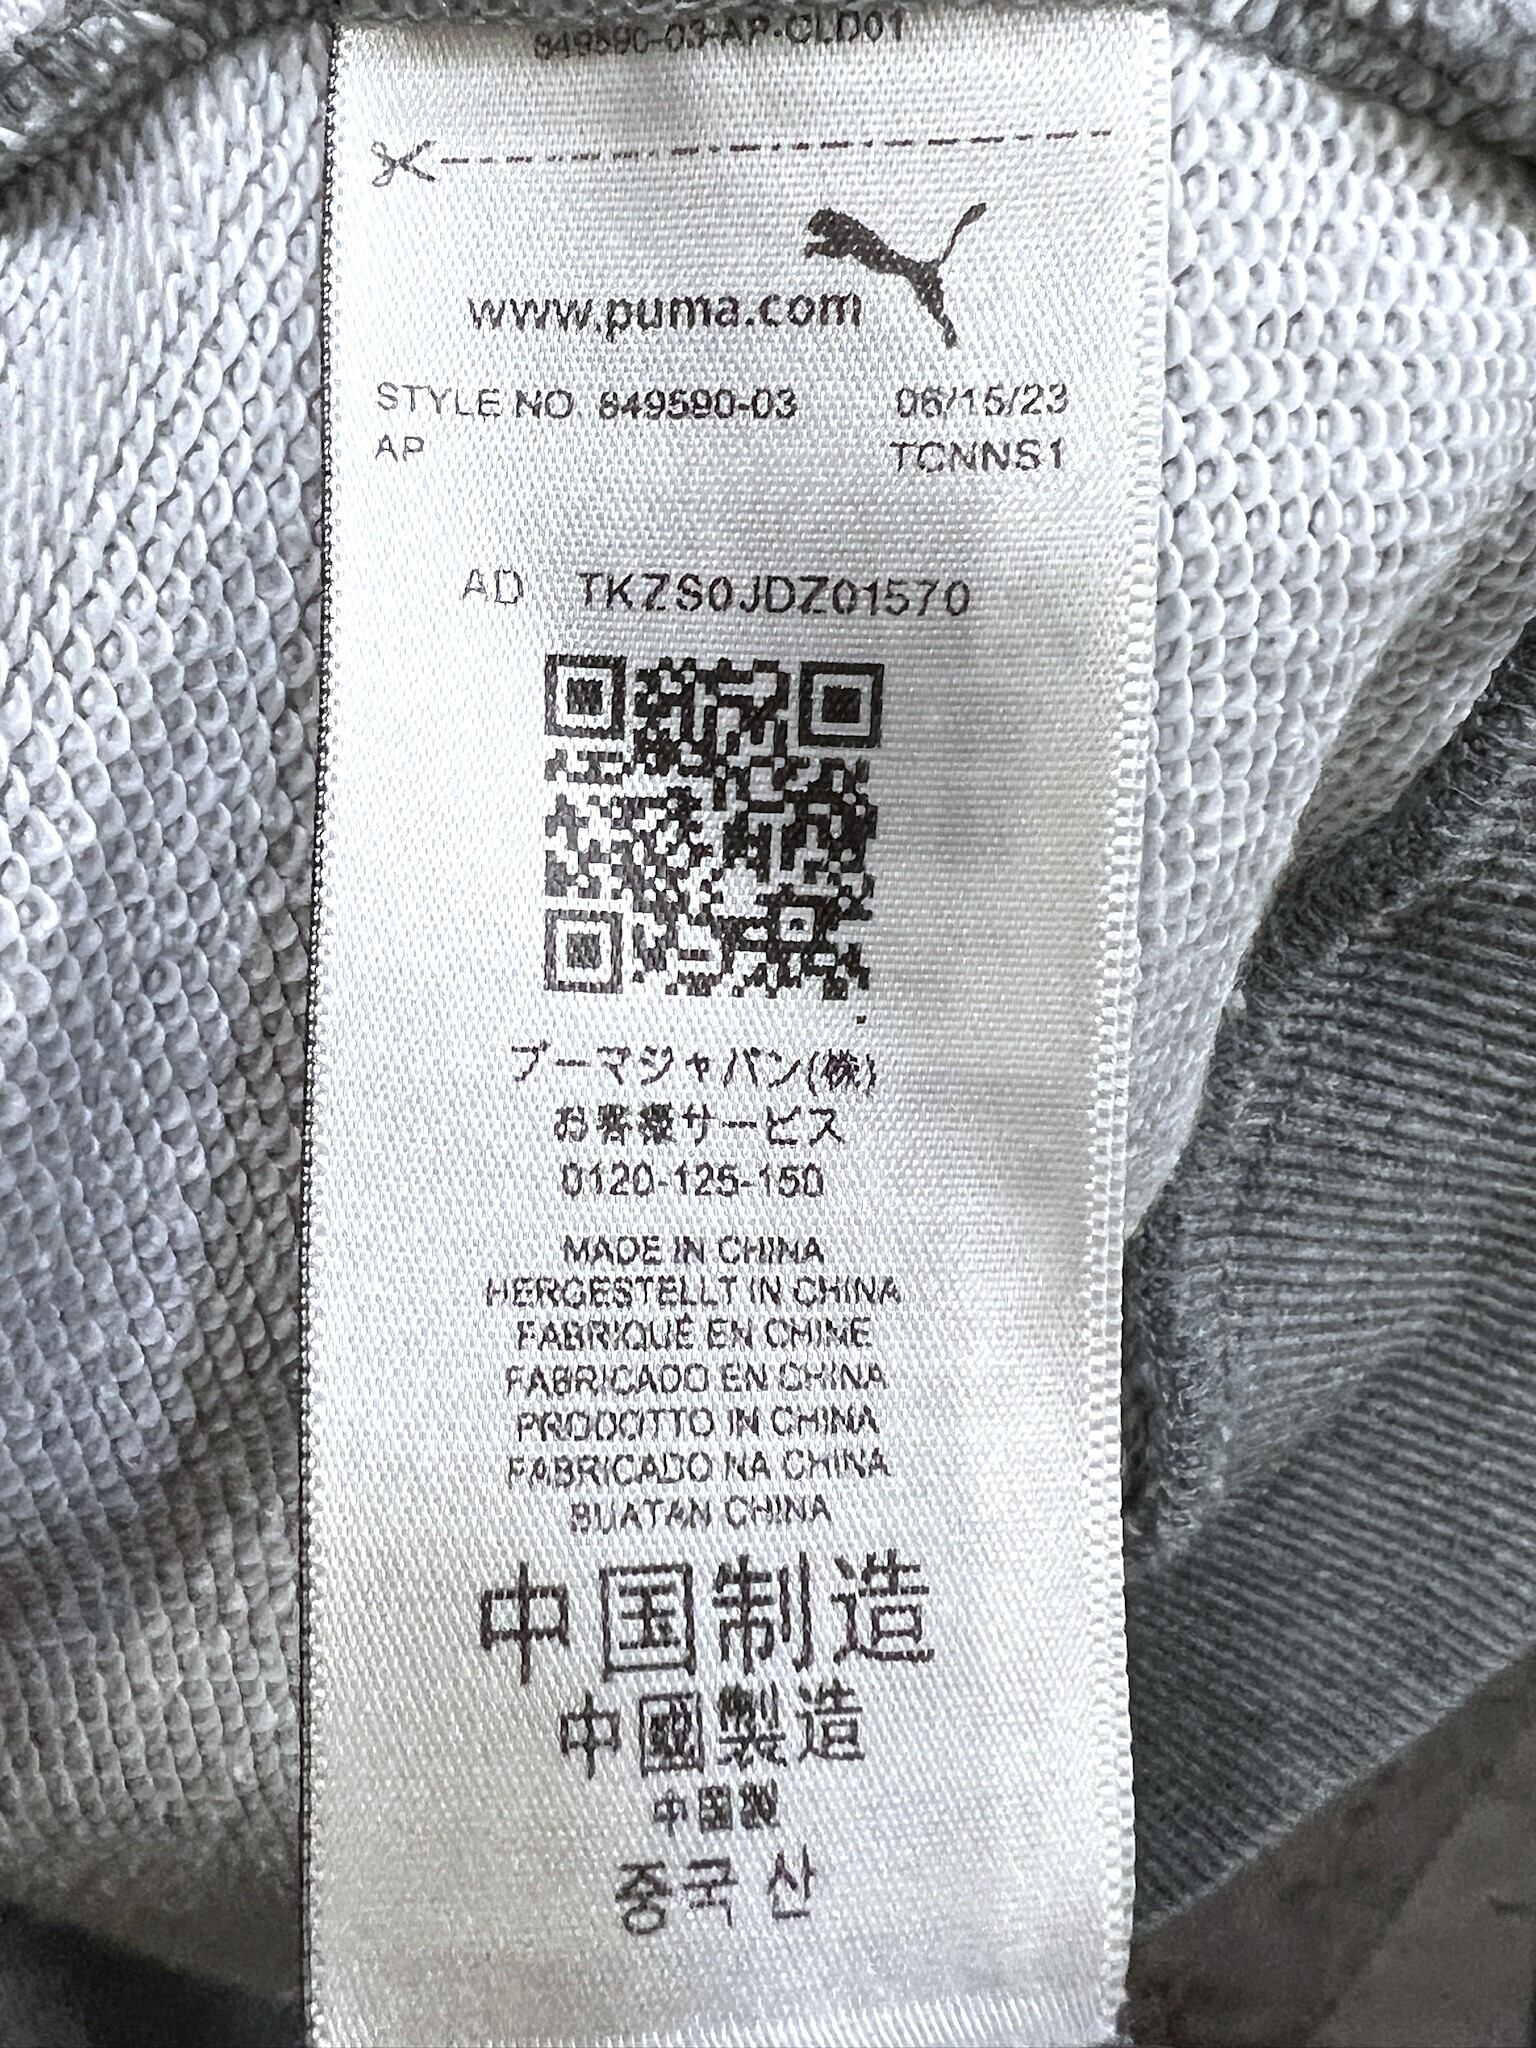 849590-03-AP-CLD01
www.puma.com
STYLE NO 849590-03 06/15/23
AP TCNNS1
AD TKZS0JDZ01570
プーマジャパン(株)
お客様サービス
0120-125-150
MADE IN CHINA
HERGESTELLT IN CHINA
FABRIQUÉ EN CHINE
FABRICADO EN CHINA
PRODOTTO IN CHINA
FABRICADO NA CHINA
BUATAN CHINA
中国制造
中國製造
中国製
중국산